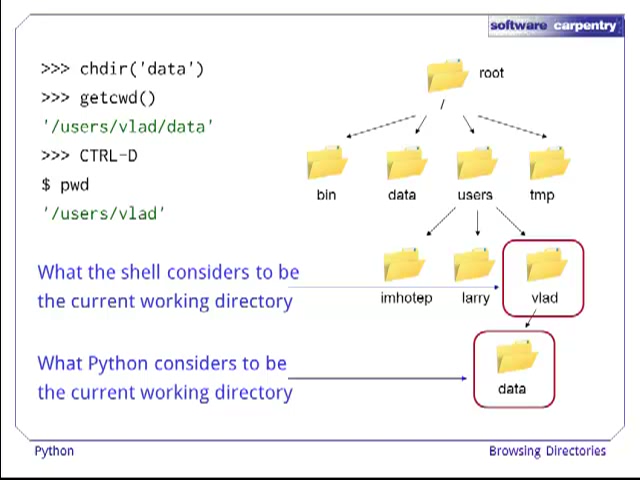 software carpentry
>>> chdir('data')
>>> getcwd()
'/users/vlad/data'
>>> CTRL-D
$ pwd
'/users/vlad'
What the shell considers to be
the current working directory
What Python considers to be
the current working directory
root
/
bin data users tmp
imhotep larry vlad
data
Python Browsing Directories